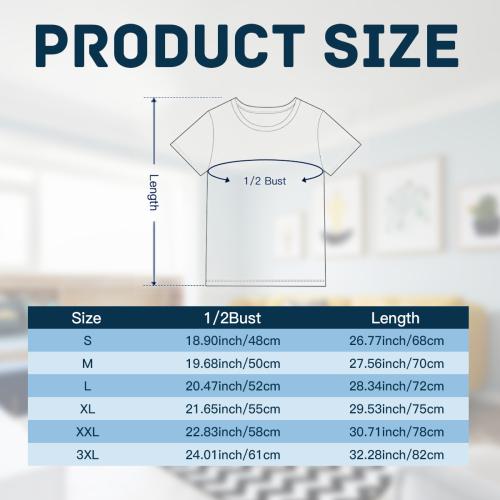 PRODUCT SIZE
Length
1/2 Bust
Size 1/2Bust Length
S 18.90inch/48cm 26.77inch/68cm
M 19.68inch/50cm 27.56inch/70cm
L 20.47inch/52cm 28.34inch/72cm
XL 21.65inch/55cm 29.53inch/75cm
XXL 22.83inch/58cm 30.71inch/78cm
3XL 24.01inch/61cm 32.28inch/82cm